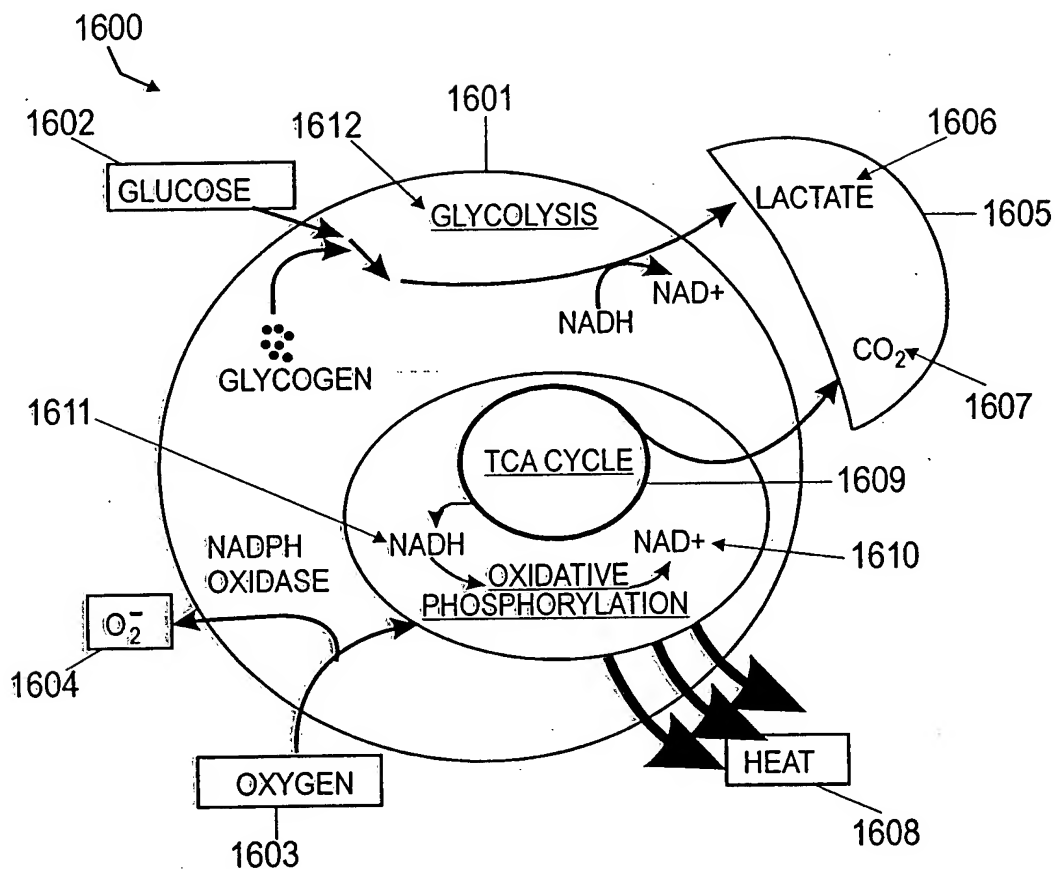 1600
1601
1602
1612
1606
GLUCOSE
GLYCOLYSIS
LACTATE
1605
NAD+
NADH
GLYCOGEN
CO₂
1607
1611
TCA CYCLE
1609
NADH
NAD+
1610
NADPH
OXIDASE
OXIDATIVE
PHOSPHORYLATION
O₂⁻
1604
OXYGEN
HEAT
1603
1608